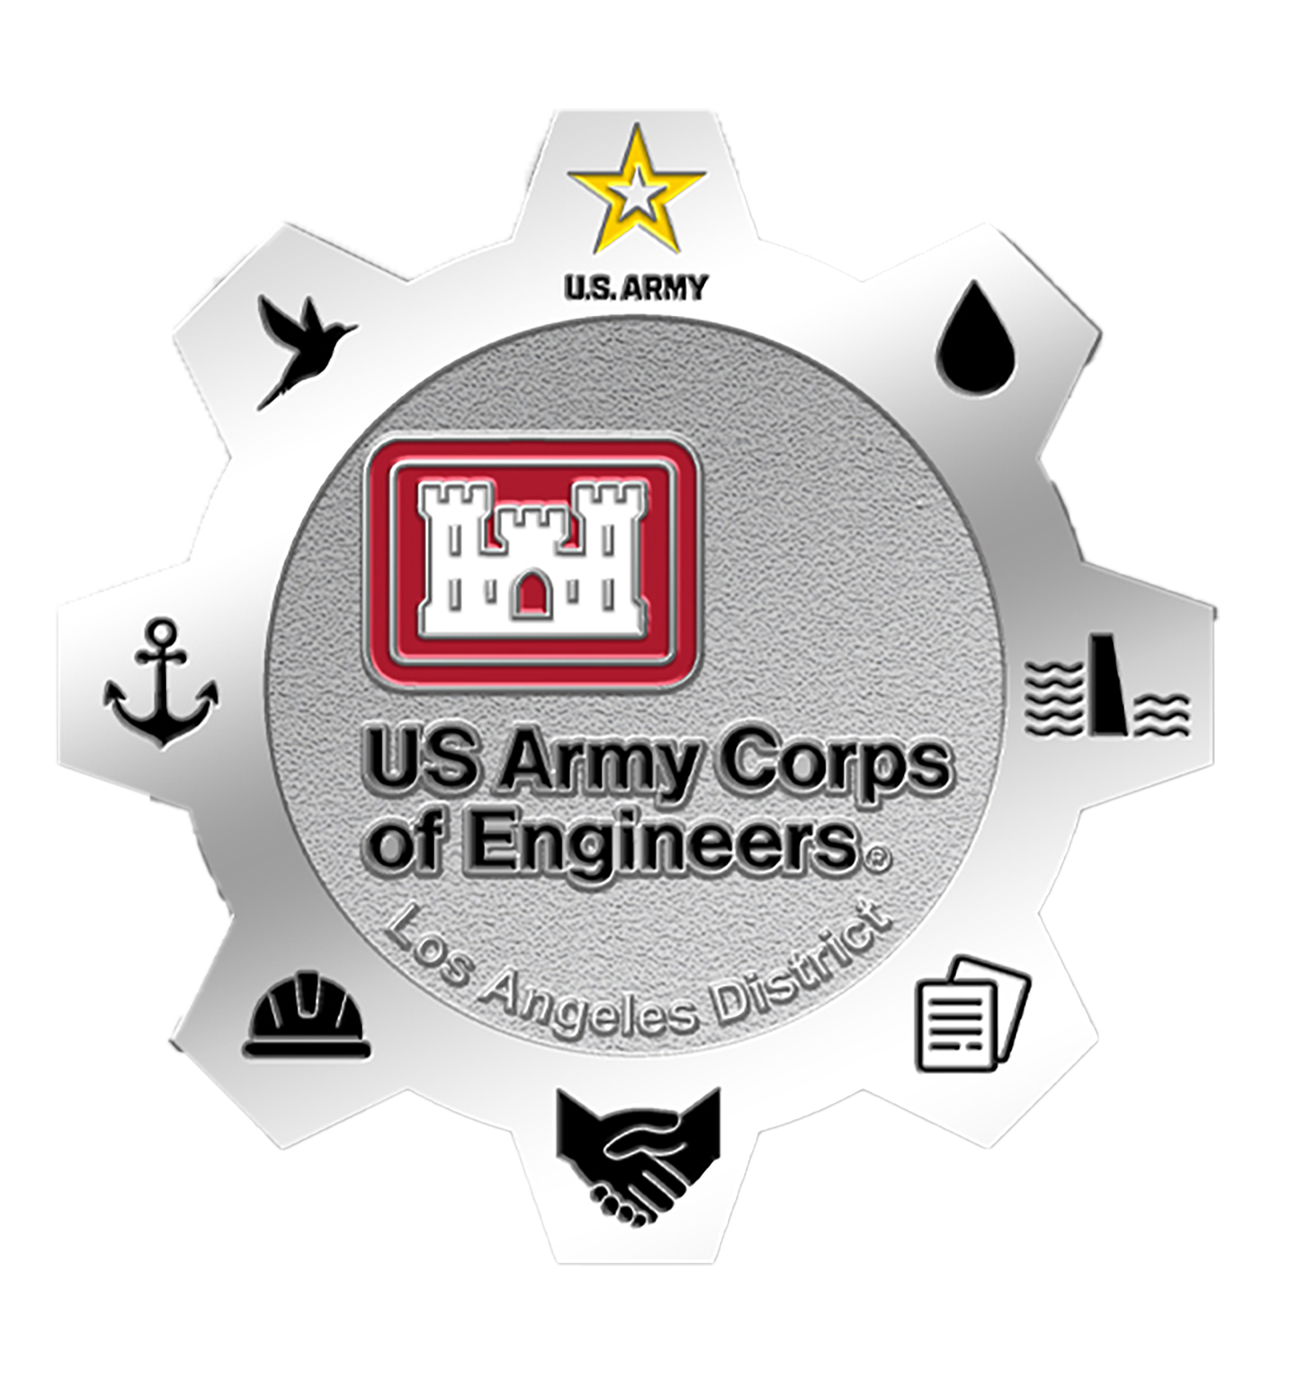 U.S. ARMY
US Army Corps
of Engineers®
Los Angeles District